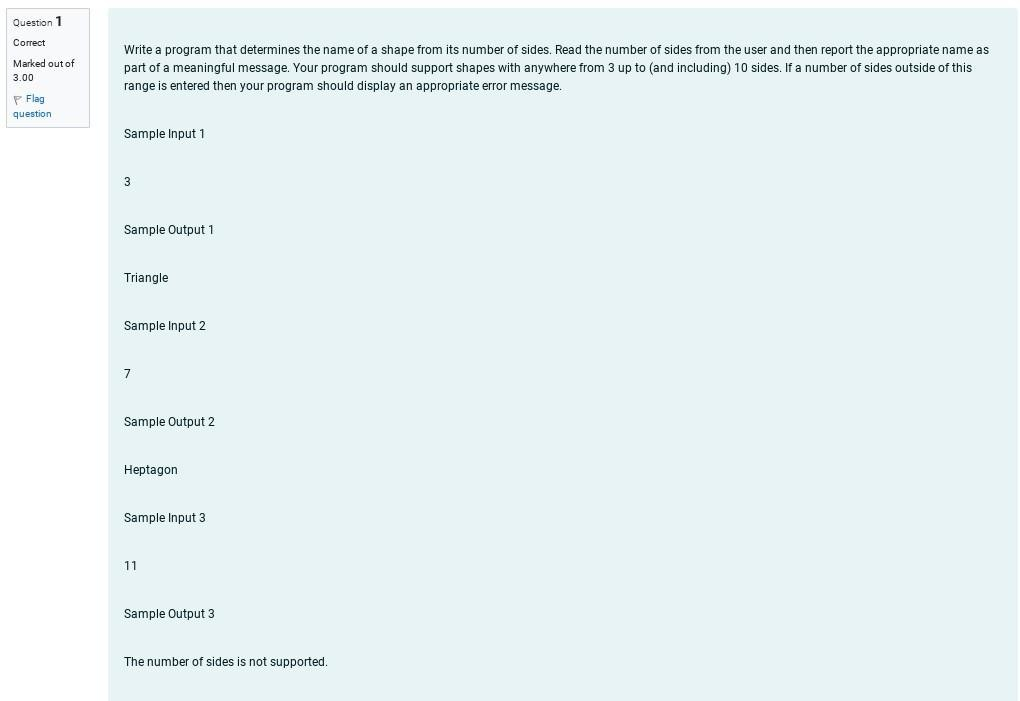 Question 1
Correct
Marked out of
3.00
Flag
question
Write a program that determines the name of a shape from its number of sides. Read the number of sides from the user and then report the appropriate name as
part of a meaningful message. Your program should support shapes with anywhere from 3 up to (and including) 10 sides. If a number of sides outside of this
range is entered then your program should display an appropriate error message.
Sample Input 1
3
Sample Output 1
Triangle
Sample Input 2
7
Sample Output 2
Heptagon
Sample Input 3
11
Sample Output 3
The number of sides is not supported.